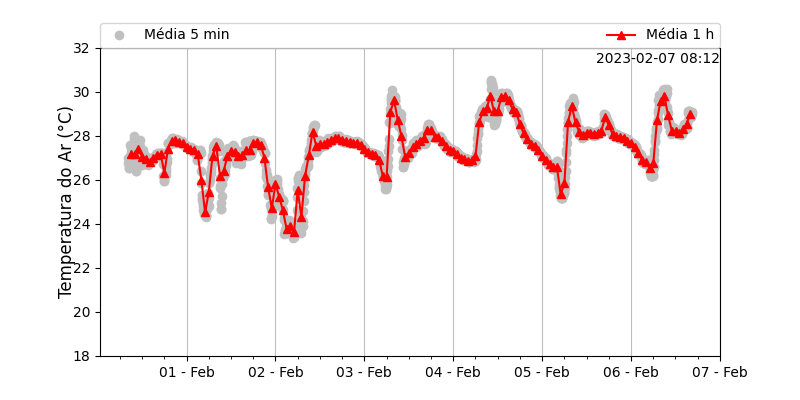 Média 5 min
Média 1 h
2023-02-07 08:12
Temperatura do Ar (°C)
32
30
28
26
24
22
20
18
01 - Feb
02 - Feb
03 - Feb
04 - Feb
05 - Feb
06 - Feb
07 - Feb